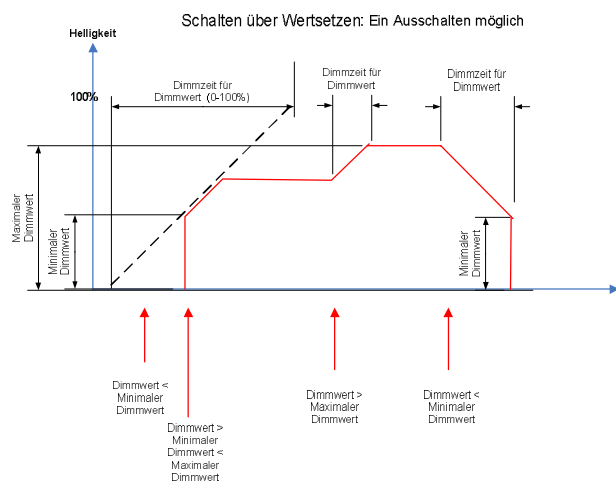 Schalten über Wertsetzen: Ein Ausschalten möglich
Helligkeit
100%
Dimmzeit für
Dimmwert (0-100%)
Dimmzeit für
Dimmwert
Dimmzeit für
Dimmwert
Maximaler
Dimmwert
Minimaler
Dimmwert
Minimaler
Dimmwert
Dimmwert <
Minimaler
Dimmwert
Dimmwert >
Minimaler
Dimmwert <
Maximaler
Dimmwert
Dimmwert >
Maximaler
Dimmwert
Dimmwert <
Minimaler
Dimmwert